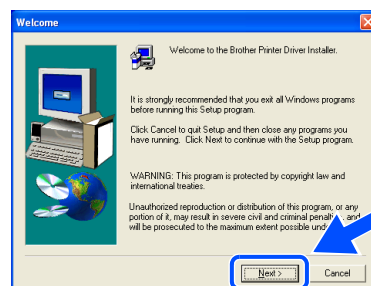 Welcome
Welcome to the Brother Printer Driver Installer.
It is strongly recommended that you exit all Windows programs
before running this Setup program.
Click Cancel to quit Setup and then close any programs you
have running. Click Next to continue with the Setup program.
WARNING: This program is protected by copyright law and
international treaties.
Unauthorized reproduction or distribution of this program, or any
portion of it, may result in severe civil and criminal and
will be prosecuted to the maximum extent possible
Next >
Cancel